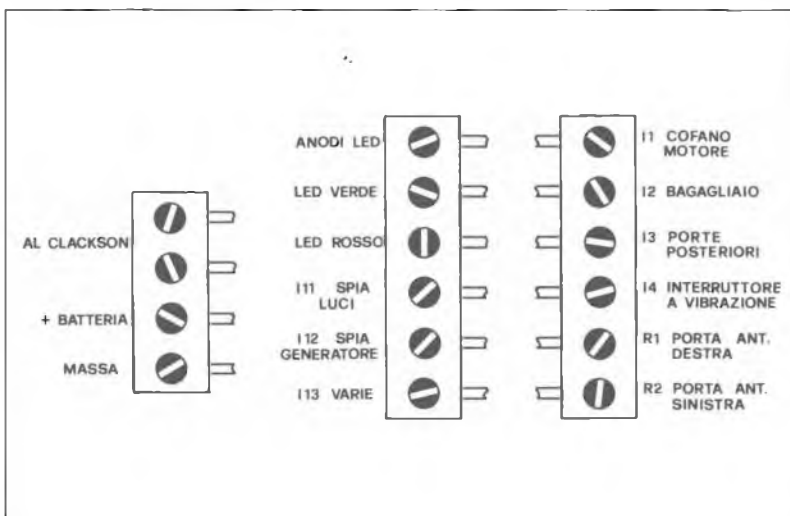 AL CLACKSON
+ BATTERIA
MASSA
ANODI LED
LED VERDE
LED ROSSO
I11 SPIA
LUCI
I12 SPIA
GENERATORE
I13 VARIE
I1 COFANO
MOTORE
I2 BAGAGLIAIO
I3 PORTE
POSTERIORI
I4 INTERRUTTORE
A VIBRAZIONE
R1 PORTA ANT.
DESTRA
R2 PORTA ANT.
SINISTRA